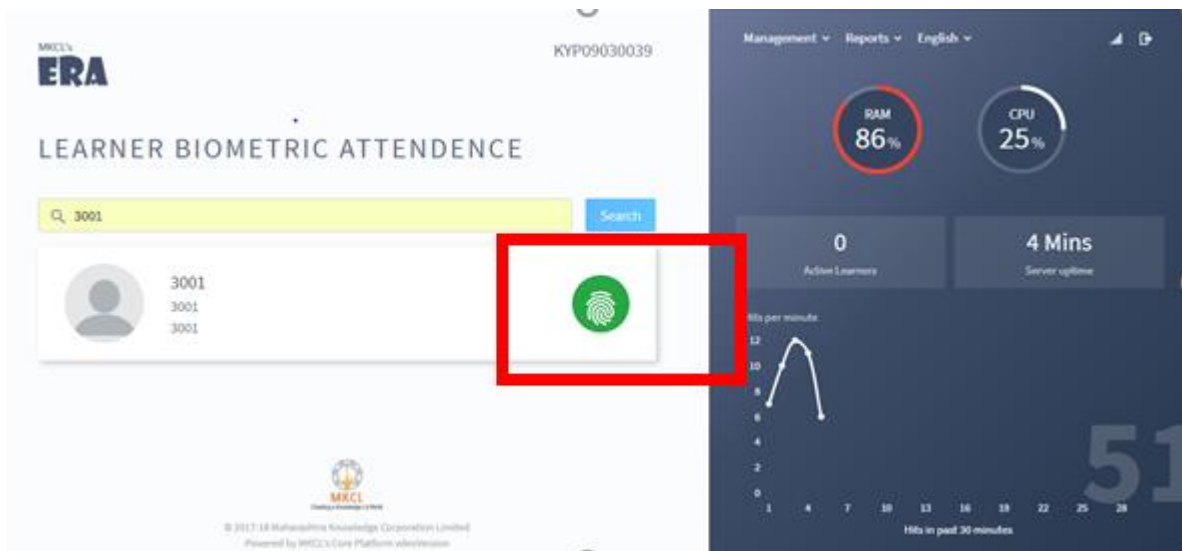 MKCL's
ERA
KYP09030039
LEARNER BIOMETRIC ATTENDENCE
3001
Search
3001
3001
3001
MKCL
© 2017-18 Maharashtra Knowledge Corporation Limited
Powered by MKCL's Core Platform
Management
Reports
English
RAM
86%
CPU
25%
0
Active Learners
4 Mins
Server uptime
Hits per minute
12
10
8
6
4
2
0
1 4 7 10 13 16 19 22 25 28
Hits in past 30 minutes
51